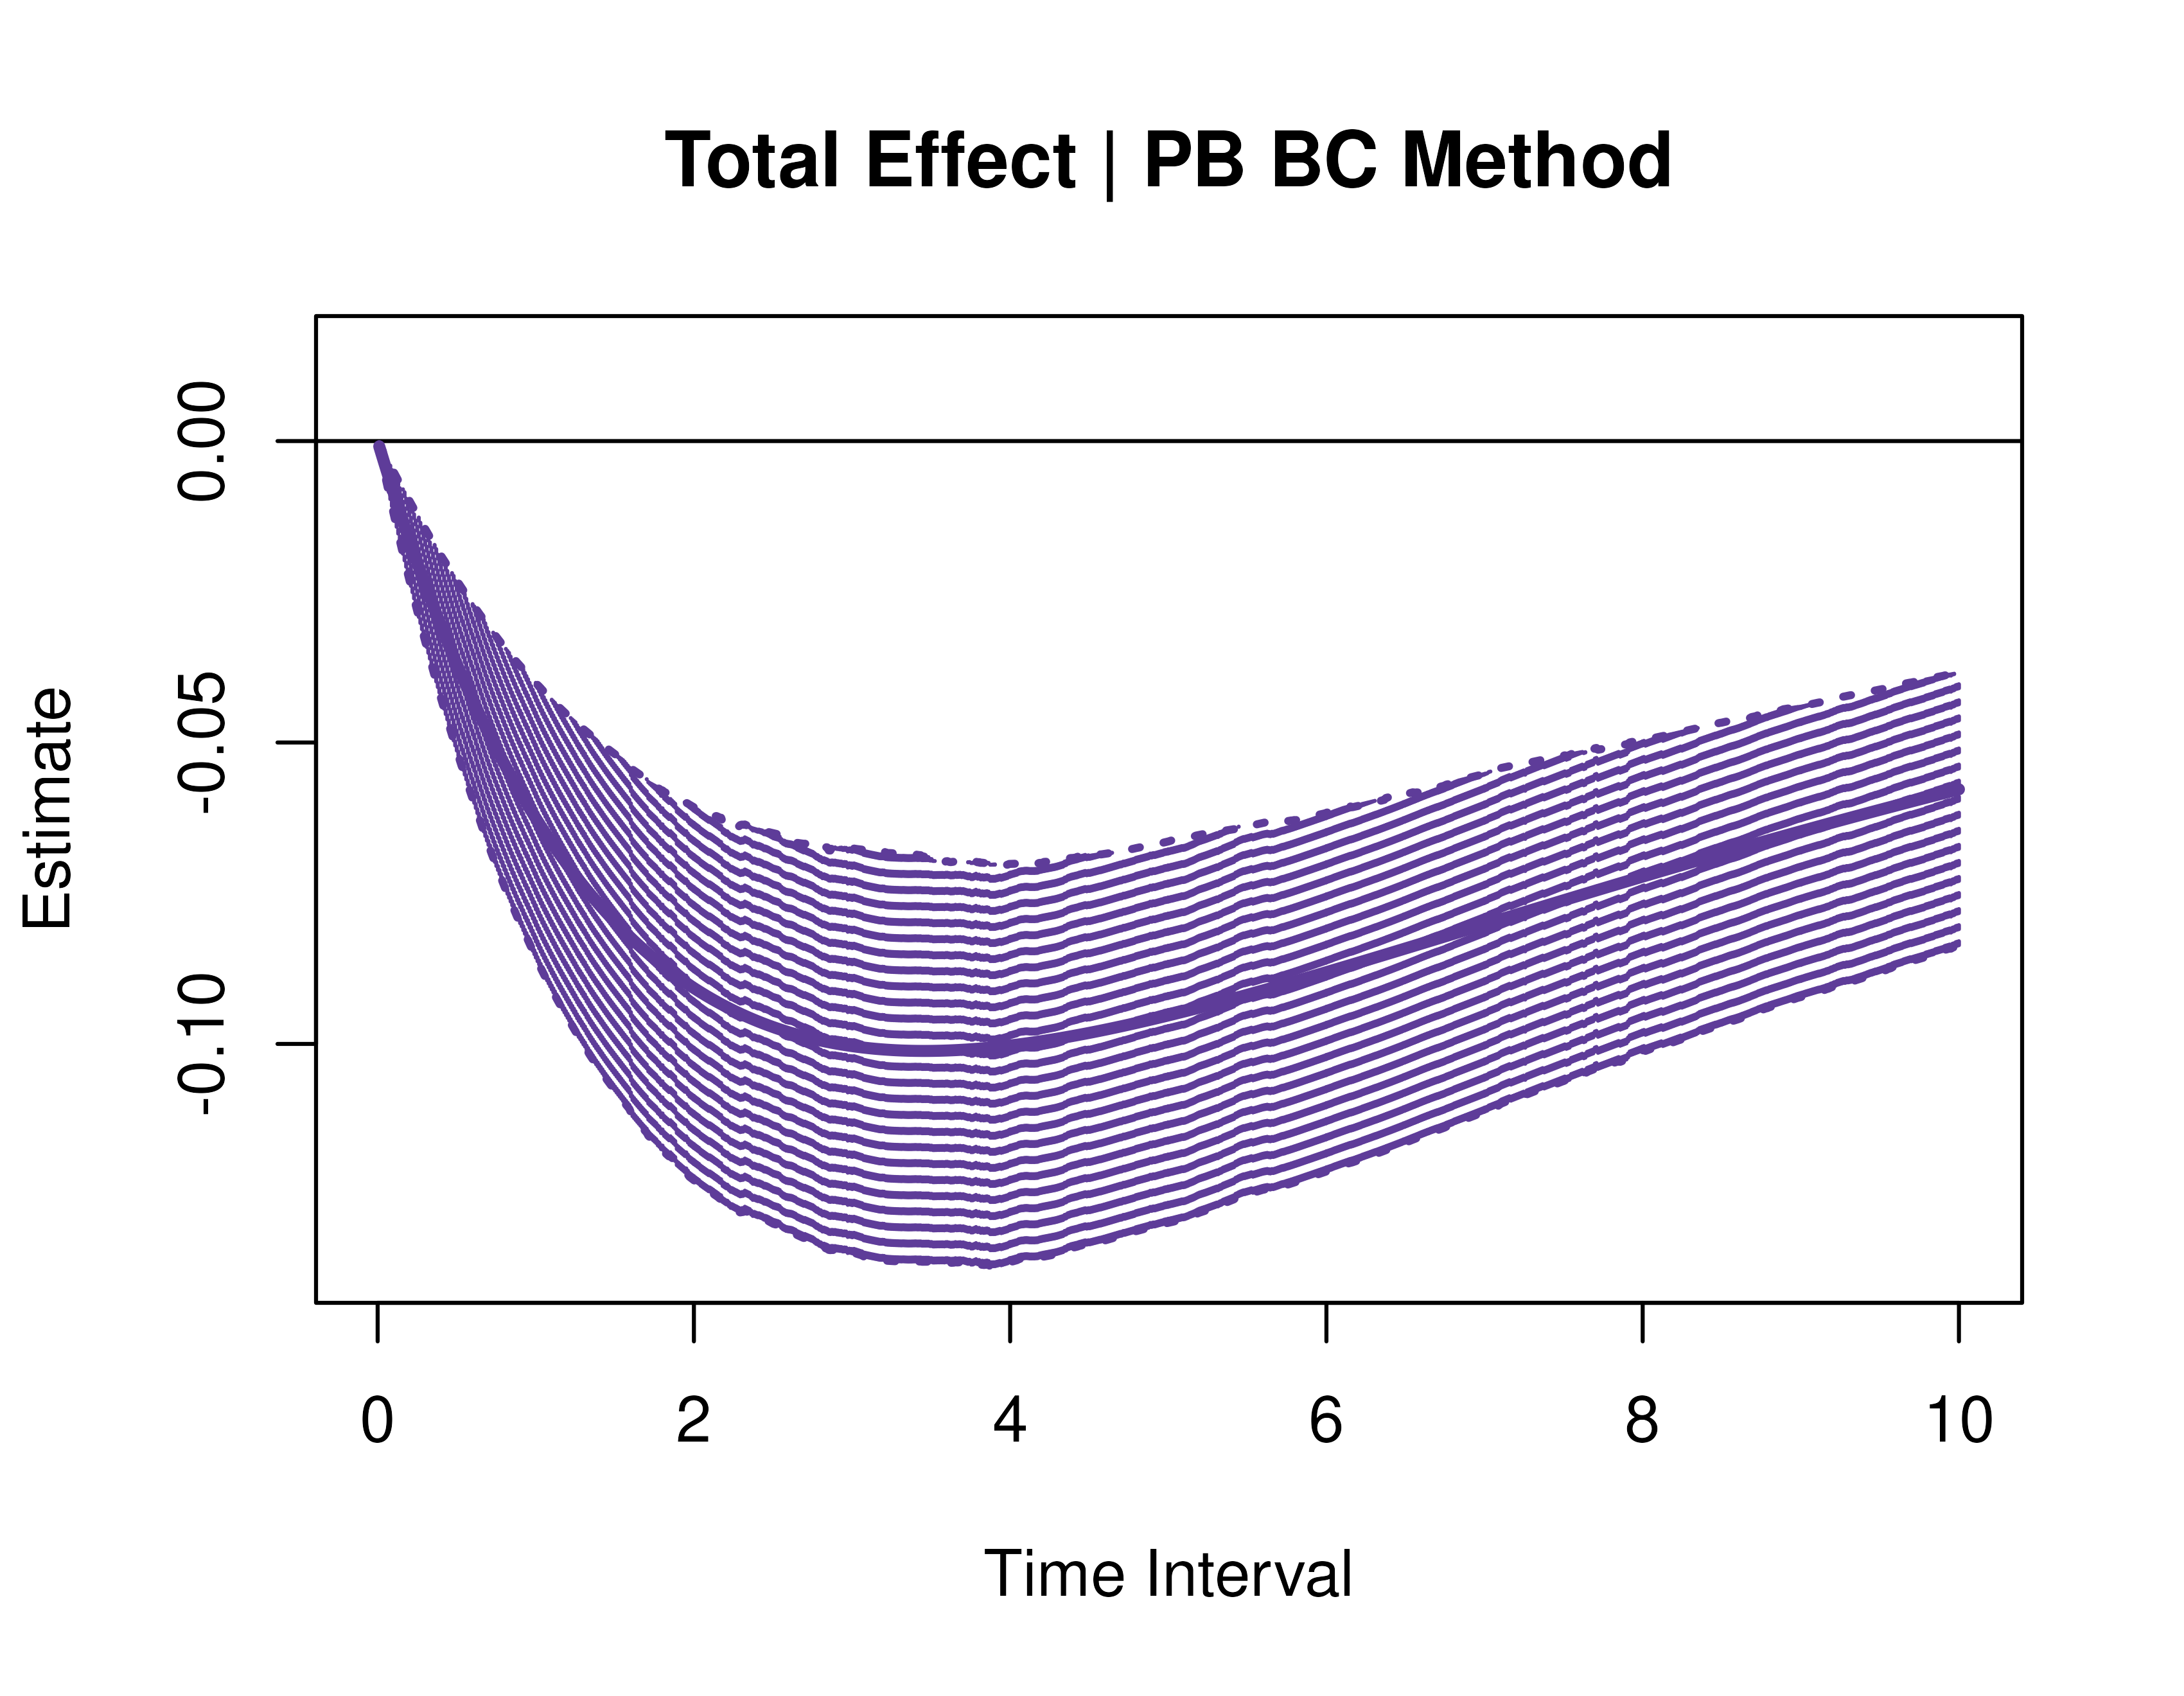 Total Effect | PB BC Method
Estimate
0.00
-0.05
-0.10
0 2 4 6 8 10
Time Interval